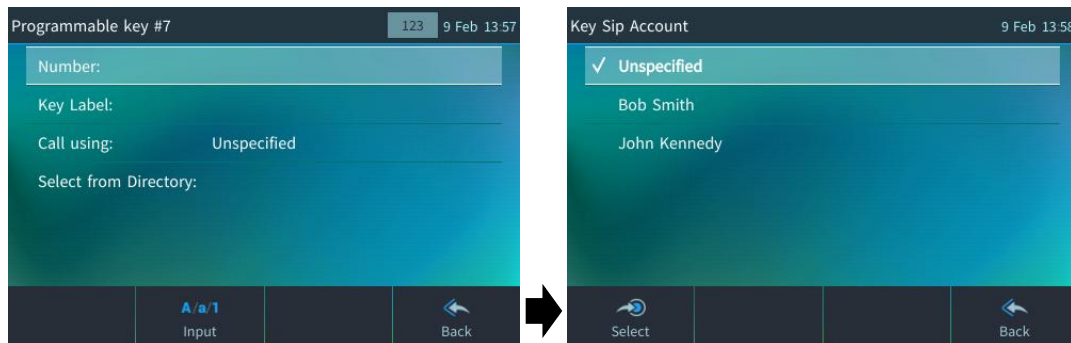 Programmable key #7 123 9 Feb 13:57
Number:
Key Label:
Call using: Unspecified
Select from Directory:
A/a/1
Input Back
Key Sip Account 9 Feb 13:58
✓ Unspecified
Bob Smith
John Kennedy
Select Back